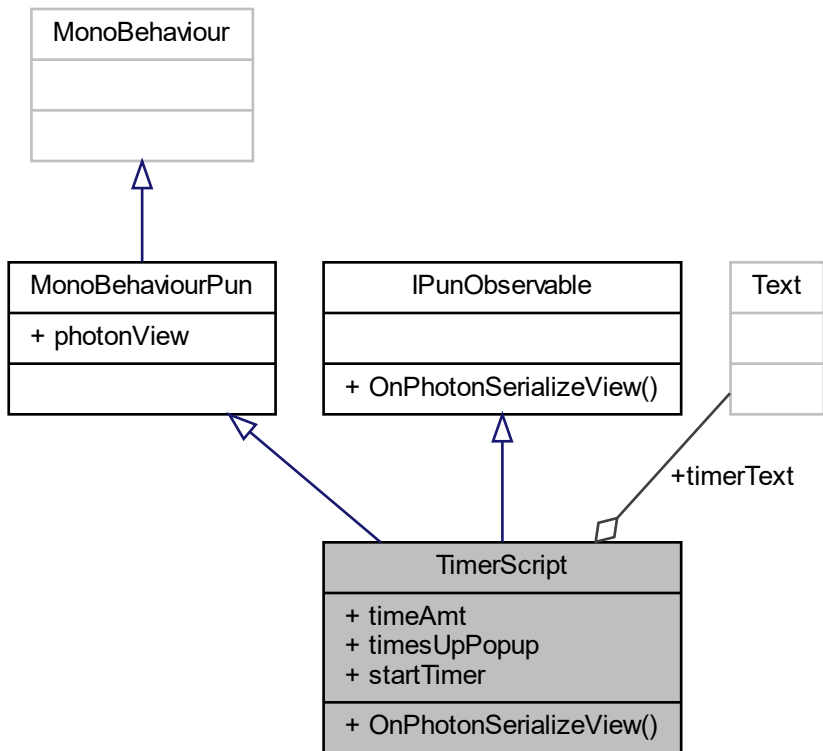 MonoBehaviour
MonoBehaviourPun
+ photonView
IPunObservable
+ OnPhotonSerializeView()
Text
+timerText
TimerScript
+ timeAmt
+ timesUpPopup
+ startTimer
+ OnPhotonSerializeView()